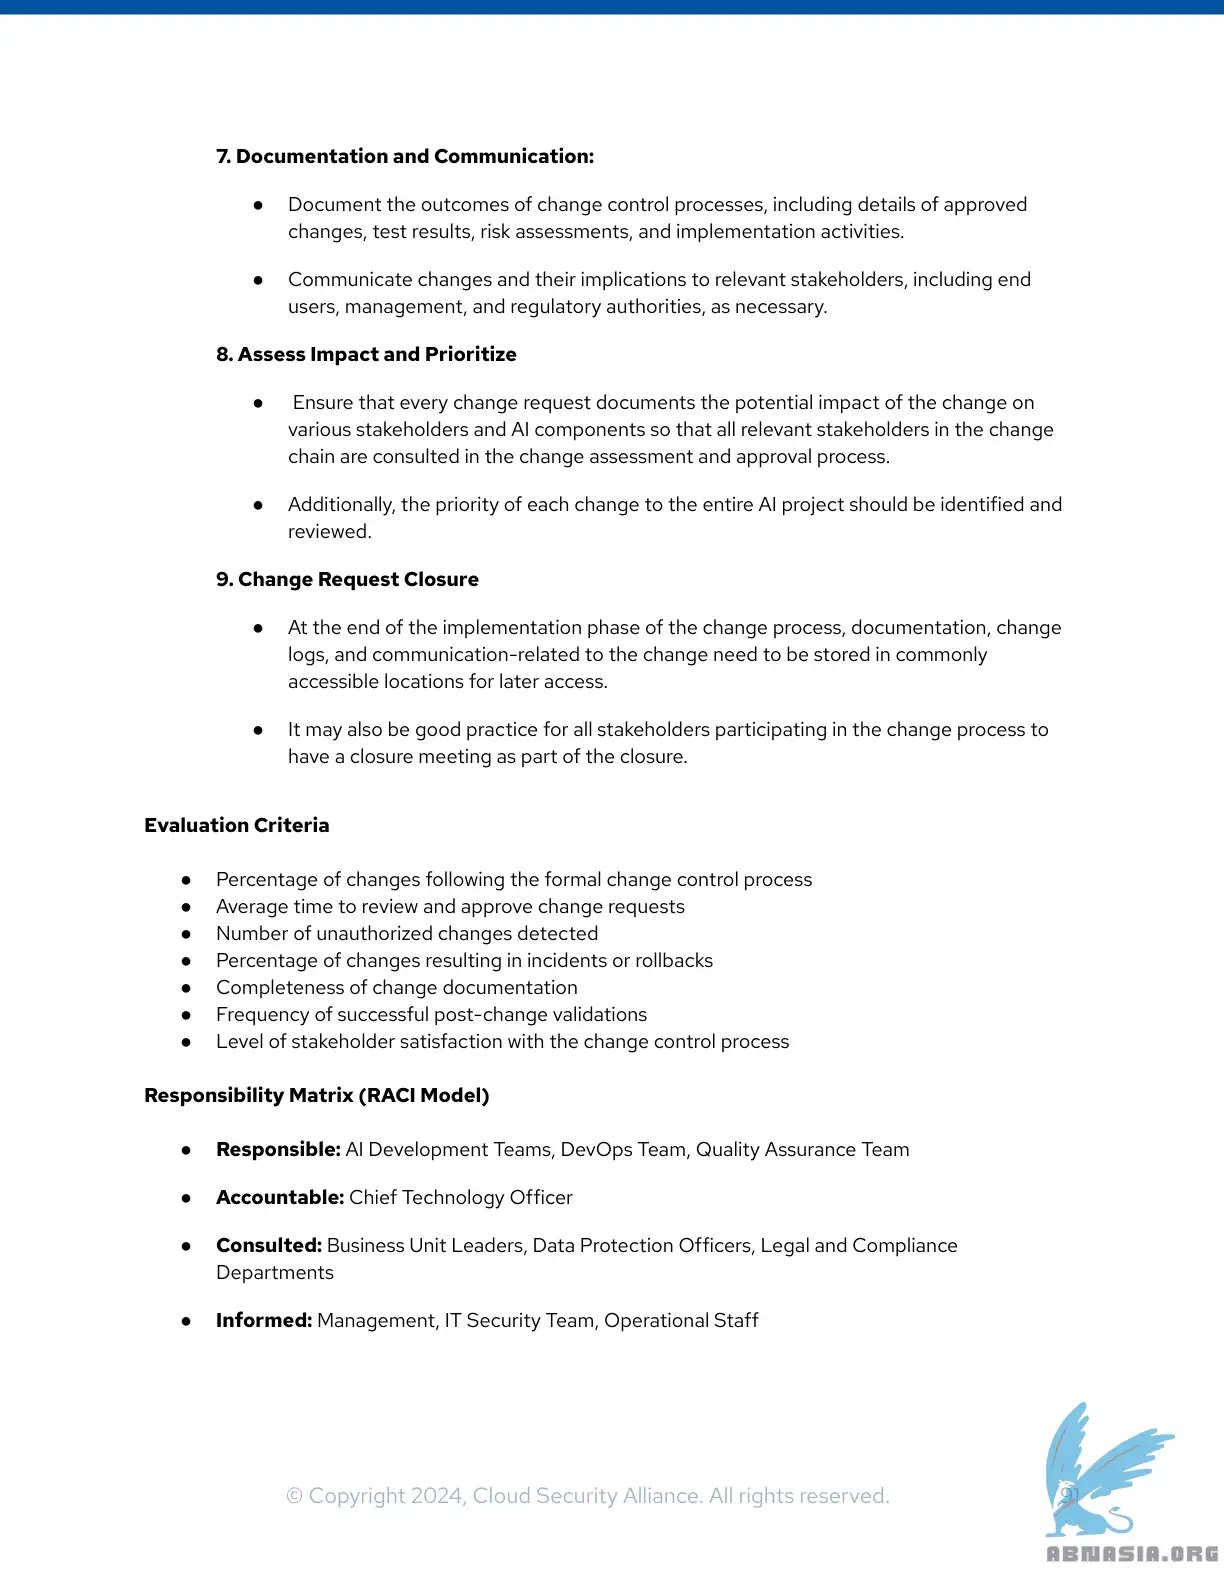 7. Documentation and Communication:
● Document the outcomes of change control processes, including details of approved
changes, test results, risk assessments, and implementation activities.
● Communicate changes and their implications to relevant stakeholders, including end
users, management, and regulatory authorities, as necessary.
8. Assess Impact and Prioritize
● Ensure that every change request documents the potential impact of the change on
various stakeholders and AI components so that all relevant stakeholders in the change
chain are consulted in the change assessment and approval process.
● Additionally, the priority of each change to the entire AI project should be identified and
reviewed.
9. Change Request Closure
● At the end of the implementation phase of the change process, documentation, change
logs, and communication-related to the change need to be stored in commonly
accessible locations for later access.
● It may also be good practice for all stakeholders participating in the change process to
have a closure meeting as part of the closure.
Evaluation Criteria
● Percentage of changes following the formal change control process
● Average time to review and approve change requests
● Number of unauthorized changes detected
● Percentage of changes resulting in incidents or rollbacks
● Completeness of change documentation
● Frequency of successful post-change validations
● Level of stakeholder satisfaction with the change control process
Responsibility Matrix (RACI Model)
● Responsible: AI Development Teams, DevOps Team, Quality Assurance Team
● Accountable: Chief Technology Officer
● Consulted: Business Unit Leaders, Data Protection Officers, Legal and Compliance
Departments
● Informed: Management, IT Security Team, Operational Staff
© Copyright 2024, Cloud Security Alliance. All rights reserved.
91
ABNASIA.ORG